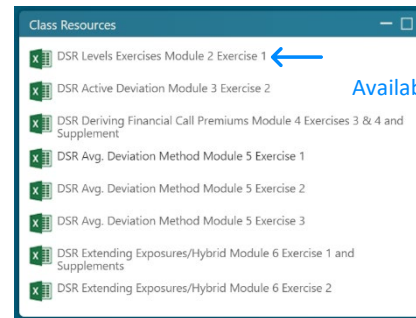 Class Resources
DSR Levels Exercises Module 2 Exercise 1
DSR Active Deviation Module 3 Exercise 2
Availab
DSR Deriving Financial Call Premiums Module 4 Exercises 3 & 4 and
Supplement
DSR Avg. Deviation Method Module 5 Exercise 1
DSR Avg. Deviation Method Module 5 Exercise 2
DSR Avg. Deviation Method Module 5 Exercise 3
DSR Extending Exposures/Hybrid Module 6 Exercise 1 and
Supplements
DSR Extending Exposures/Hybrid Module 6 Exercise 2